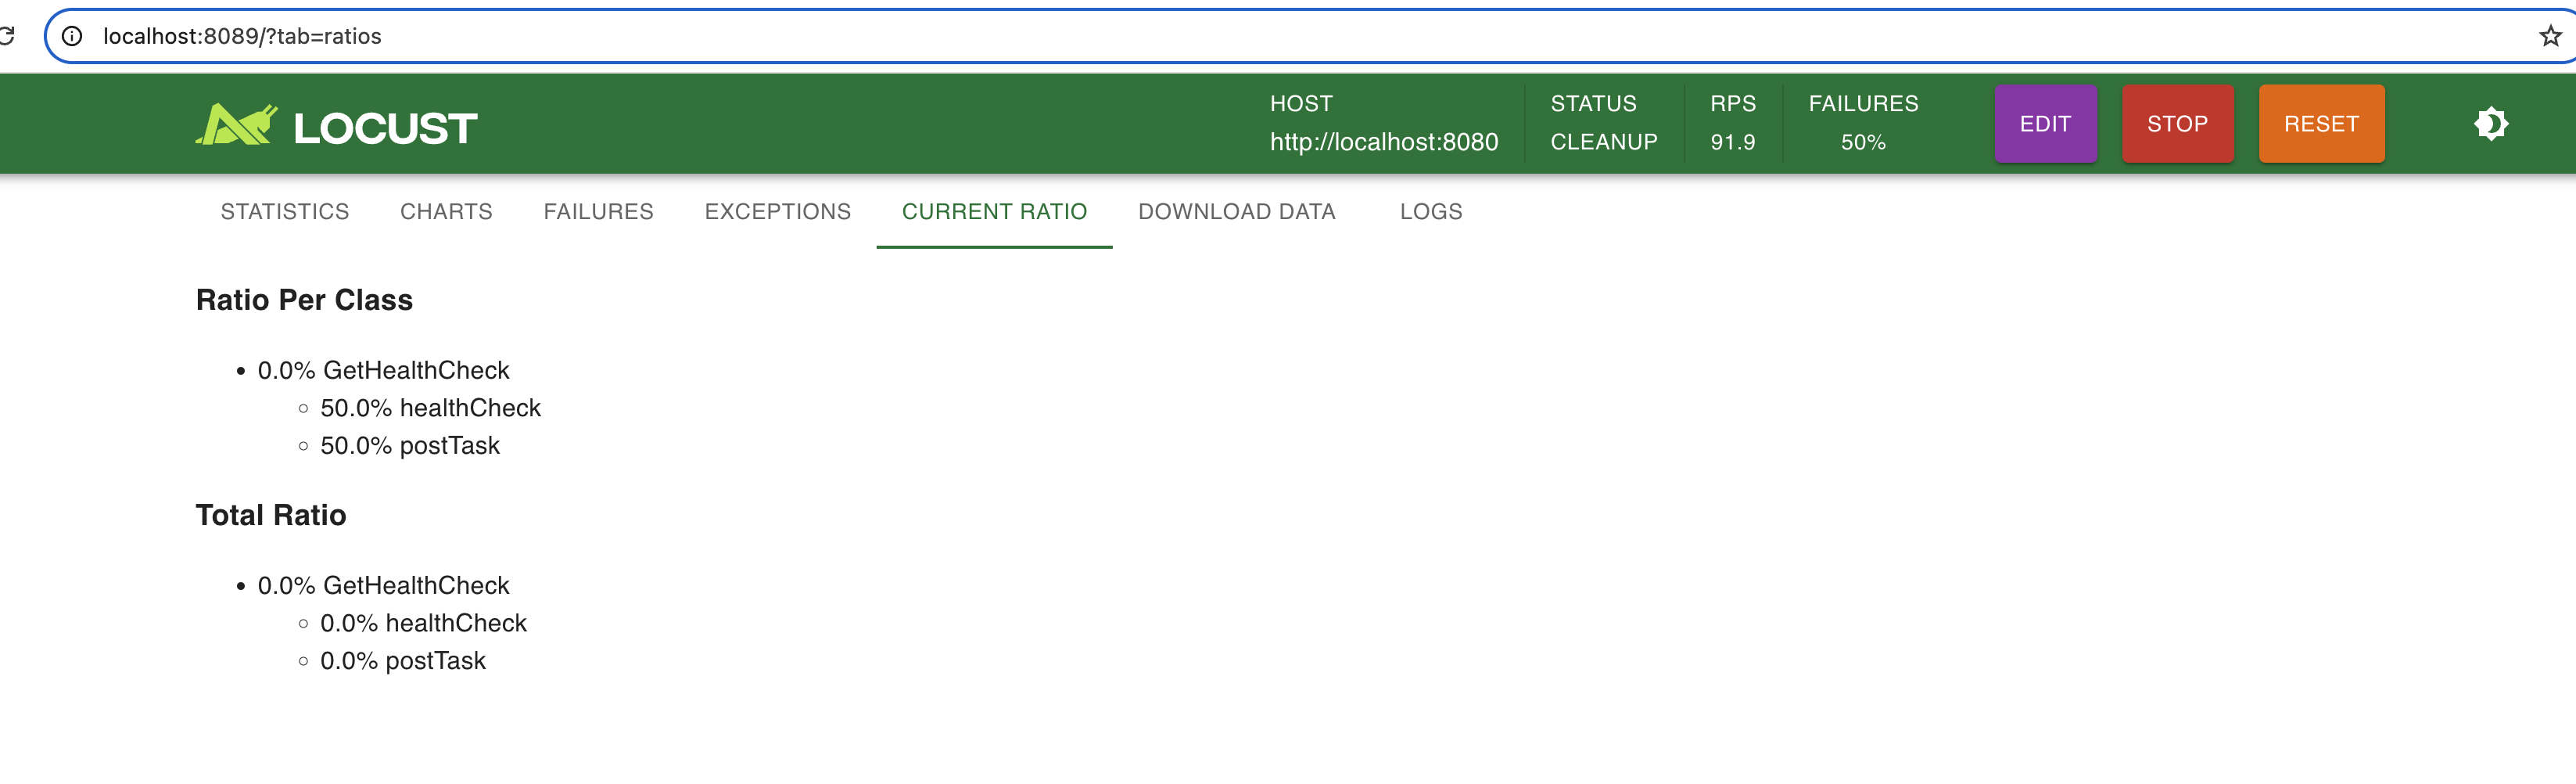 localhost:8089/?tab=ratios
LOCUST
HOST
http://localhost:8080
STATUS
CLEANUP
RPS
91.9
FAILURES
50%
EDIT
STOP
RESET
STATISTICS
CHARTS
FAILURES
EXCEPTIONS
CURRENT RATIO
DOWNLOAD DATA
LOGS
Ratio Per Class
0.0% GetHealthCheck
50.0% healthCheck
50.0% postTask
Total Ratio
0.0% GetHealthCheck
0.0% healthCheck
0.0% postTask